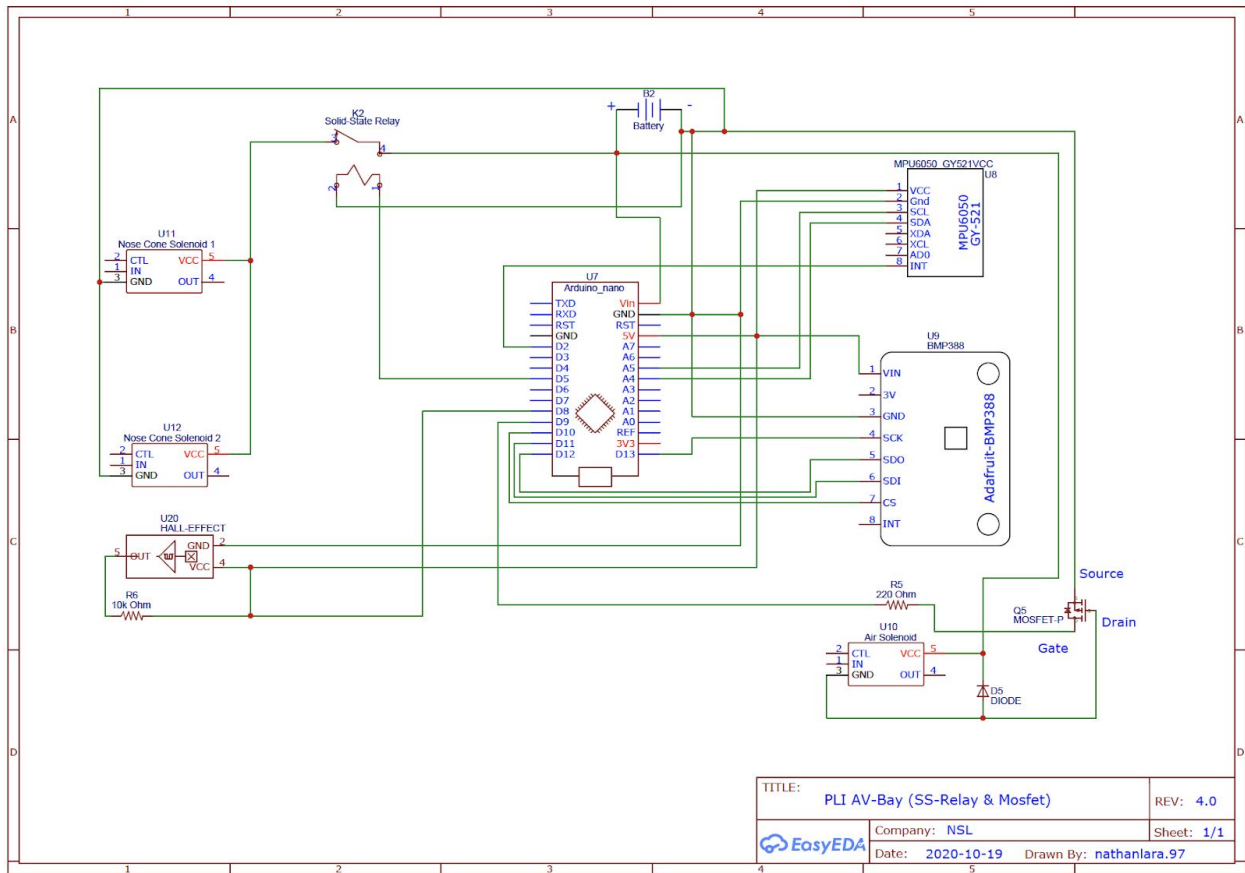 1 2 3 4 5
A A
B B
C C
D D
1 2 3 4 5
K2
Solid-State Relay
3
4
2 1
B2
+ -
Battery
MPU6050_GY521VCC
U8
1 VCC
2 Gnd
3 SCL
4 SDA
5 XDA
6 XCL
7 AD0
8 INT
MPU6050
GY-521
U11
Nose Cone Solenoid 1
2 CTL VCC 5
1 IN
3 GND OUT 4
U7
Arduino_nano
TXD Vin
RXD GND
RST RST
GND 5V
D2 A7
D3 A6
D4 A5
D5 A4
D6 A3
D7 A2
D8 A1
D9 A0
D10 REF
D11 3V3
D12 D13
U9
BMP388
1 VIN
2 3V
3 GND
4 SCK
5 SDO
6 SDI
7 CS
8 INT
Adafruit-BMP388
U12
Nose Cone Solenoid 2
2 CTL VCC 5
1 IN
3 GND OUT 4
U20
HALL-EFFECT
5 OUT GND 2
VCC 4
R6
10k Ohm
R5
220 Ohm
Source
Q5
MOSFET-P
Drain
Gate
U10
Air Solenoid
2 CTL VCC 5
1 IN
3 GND OUT 4
D5
DIODE
TITLE:
PLI AV-Bay (SS-Relay & Mosfet)
REV: 4.0
EasyEDA
Company: NSL
Sheet: 1/1
Date: 2020-10-19 Drawn By: nathanlara.97